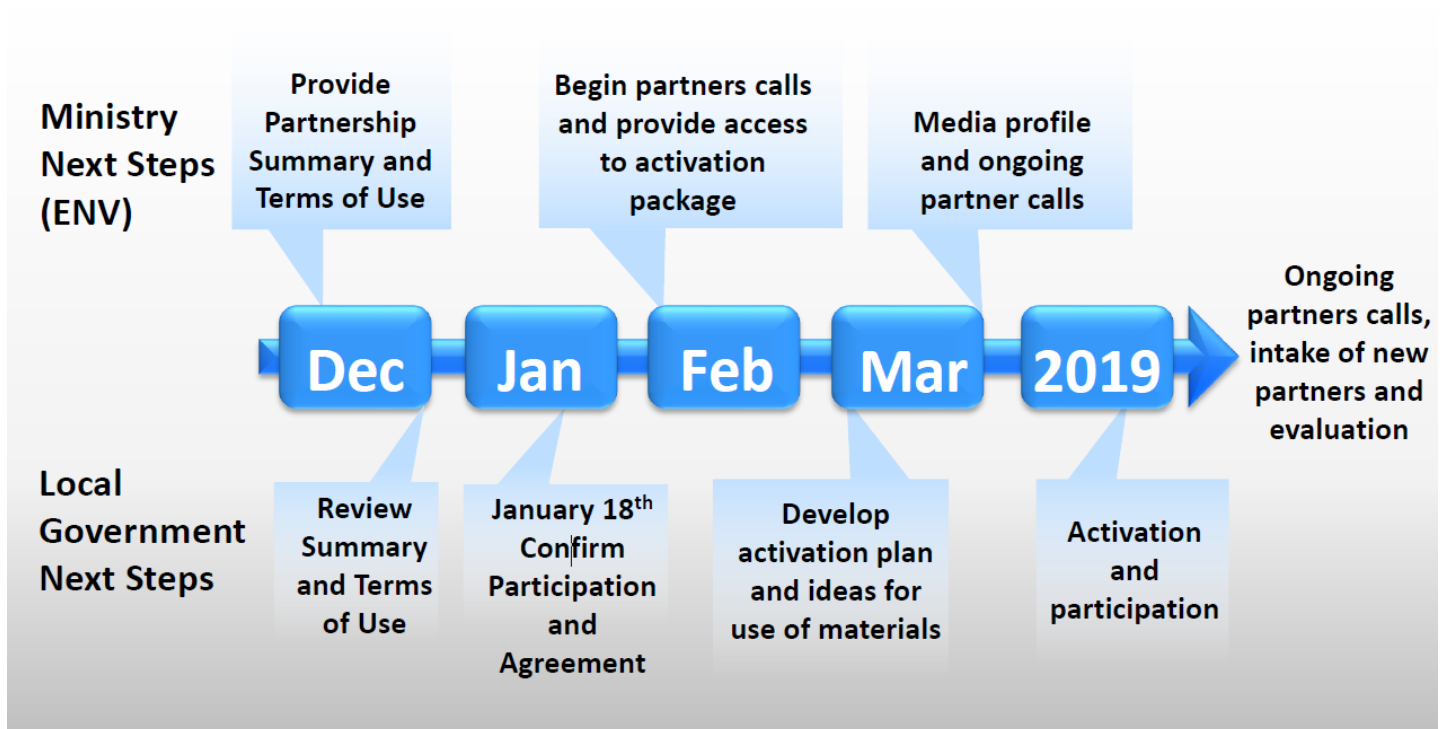 Ministry
Next Steps
(ENV)
Provide
Partnership
Summary and
Terms of Use
Begin partners calls
and provide access
to activation
package
Media profile
and ongoing
partner calls
Dec
Jan
Feb
Mar
2019
Ongoing
partners calls,
intake of new
partners and
evaluation
Local
Government
Next Steps
Review
Summary
and Terms
of Use
January 18th
Confirm
Participation
and
Agreement
Develop
activation plan
and ideas for
use of materials
Activation
and
participation